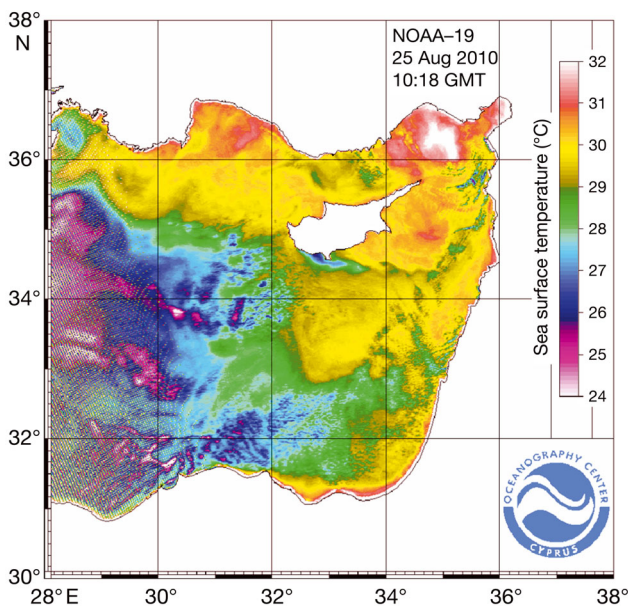 38°
N
NOAA–19
25 Aug 2010
10:18 GMT
36°
34°
32°
30°
28° E
30°
32°
34°
36°
38°
Sea surface temperature (°C)
32
31
30
29
28
27
26
25
24
OCEANOGRAPHY CENTER
CYPRUS